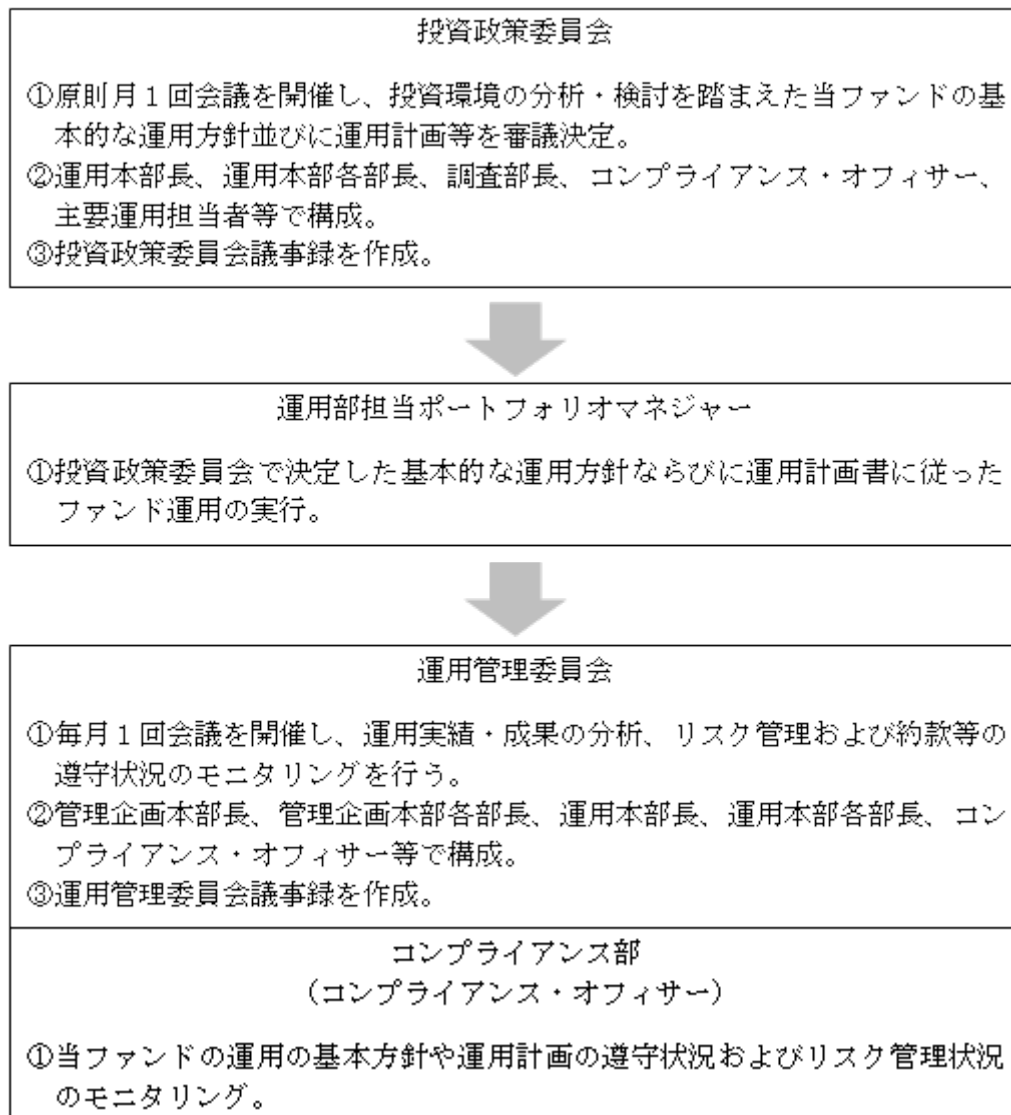 投資政策委員会
①原則月1回会議を開催し、投資環境の分析・検討を踏まえた当ファンドの基
本的な運用方針並びに運用計画等を審議決定。
②運用本部長、運用本部各部長、調査部長、コンプライアンス・オフィサー、
主要運用担当者等で構成。
③投資政策委員会議事録を作成。
運用部担当ポートフォリオマネジャー
①投資政策委員会で決定した基本的な運用方針ならびに運用計画書に従った
ファンド運用の実行。
運用管理委員会
①毎月1回会議を開催し、運用実績・成果の分析、リスク管理および約款等の
遵守状況のモニタリングを行う。
②管理企画本部長、管理企画本部各部長、運用本部長、運用本部各部長、コン
プライアンス・オフィサー等で構成。
③運用管理委員会議事録を作成。
コンプライアンス部
(コンプライアンス・オフィサー)
①当ファンドの運用の基本方針や運用計画の遵守状況およびリスク管理状況
のモニタリング。